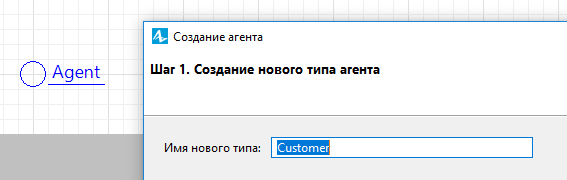 Создание агента
Agent
Шаг 1. Создание нового типа агента
Имя нового типа: Customer